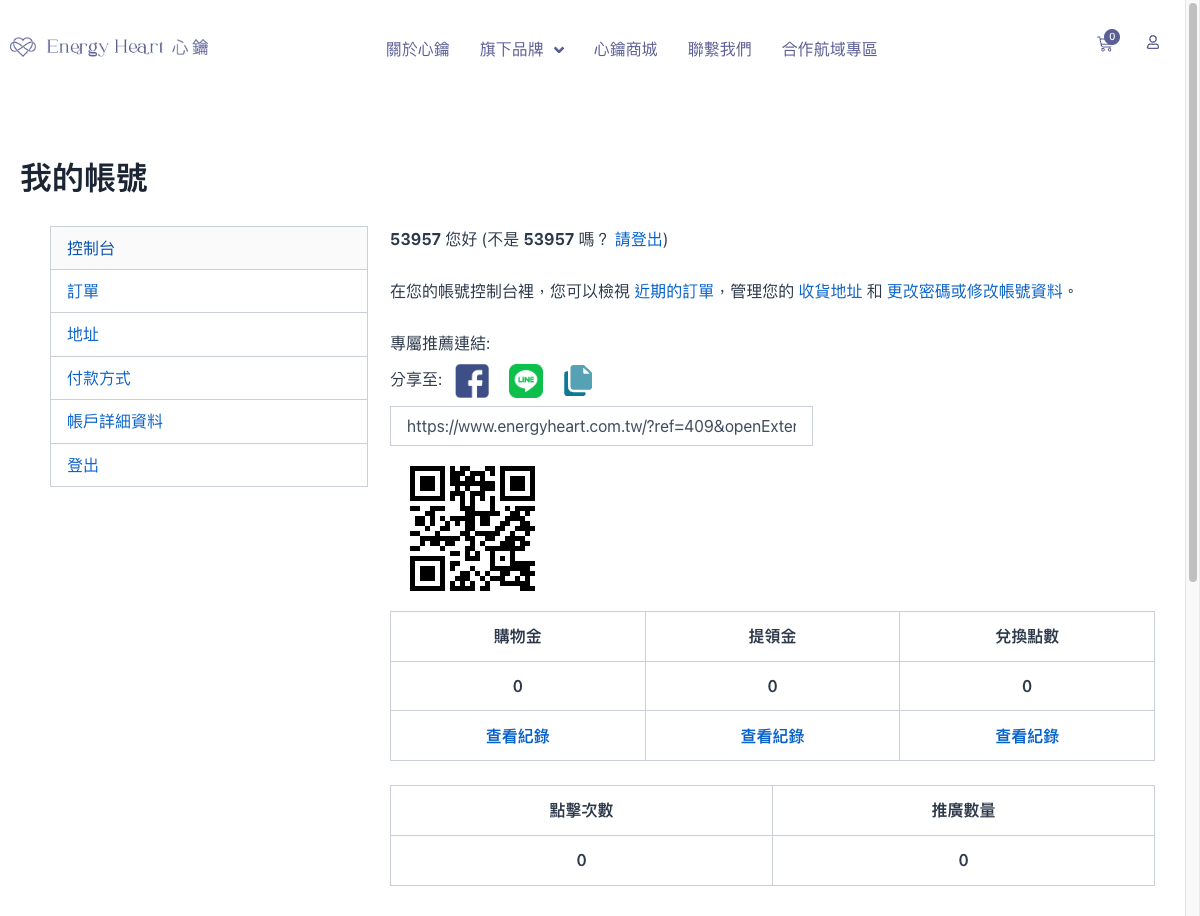 Energy Heart 心鑰
關於心鑰 旗下品牌 心鑰商城 聯繫我們 合作航域專區
0
我的帳號
控制台
訂單
地址
付款方式
帳戶詳細資料
登出
53957 您好 (不是 53957 嗎？ 請登出)
在您的帳號控制台裡，您可以檢視 近期的訂單，管理您的 收貨地址 和 更改密碼或修改帳號資料。
專屬推薦連結:
分享至:
LINE
https://www.energyheart.com.tw/?ref=409&openExter
購物金 提領金 兌換點數
0 0 0
查看紀錄 查看紀錄 查看紀錄
點擊次數 推廣數量
0 0